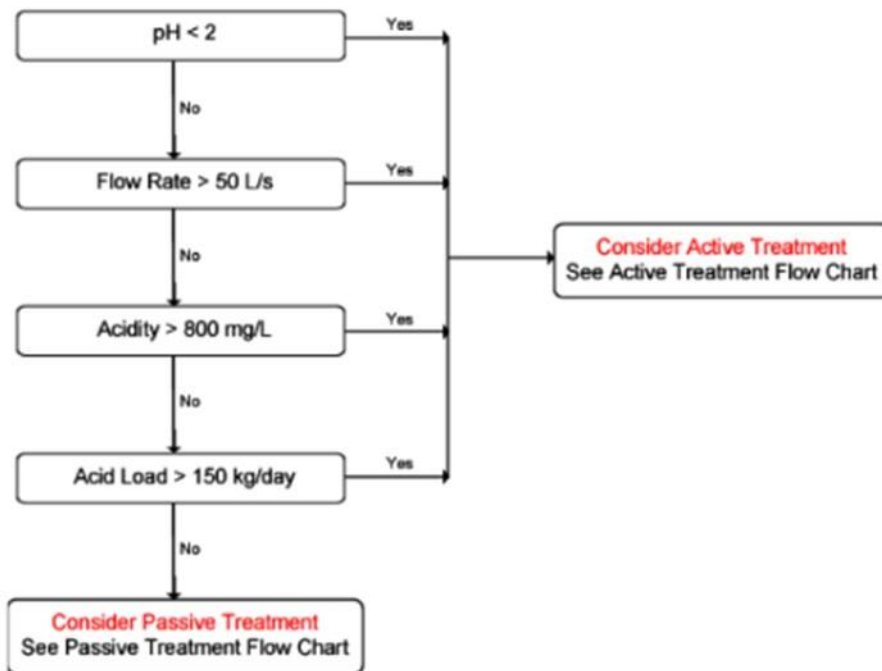 pH < 2
Yes
No
Flow Rate > 50 L/s
Yes
No
Consider Active Treatment
See Active Treatment Flow Chart
Acidity > 800 mg/L
Yes
No
Acid Load > 150 kg/day
Yes
No
Consider Passive Treatment
See Passive Treatment Flow Chart